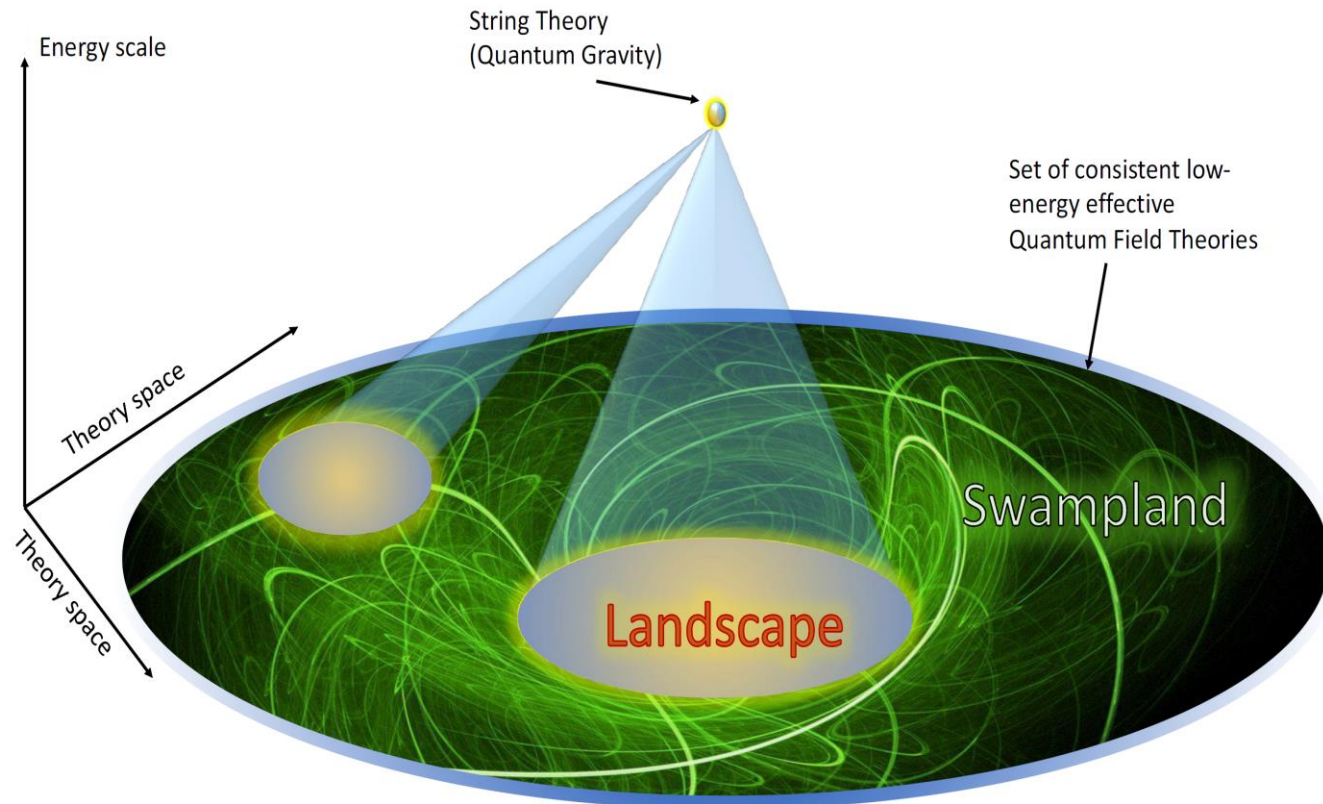 String Theory
(Quantum Gravity)
Energy scale
Set of consistent low-
energy effective
Quantum Field Theories
Theory space
Swampland
Theory space
Landscape